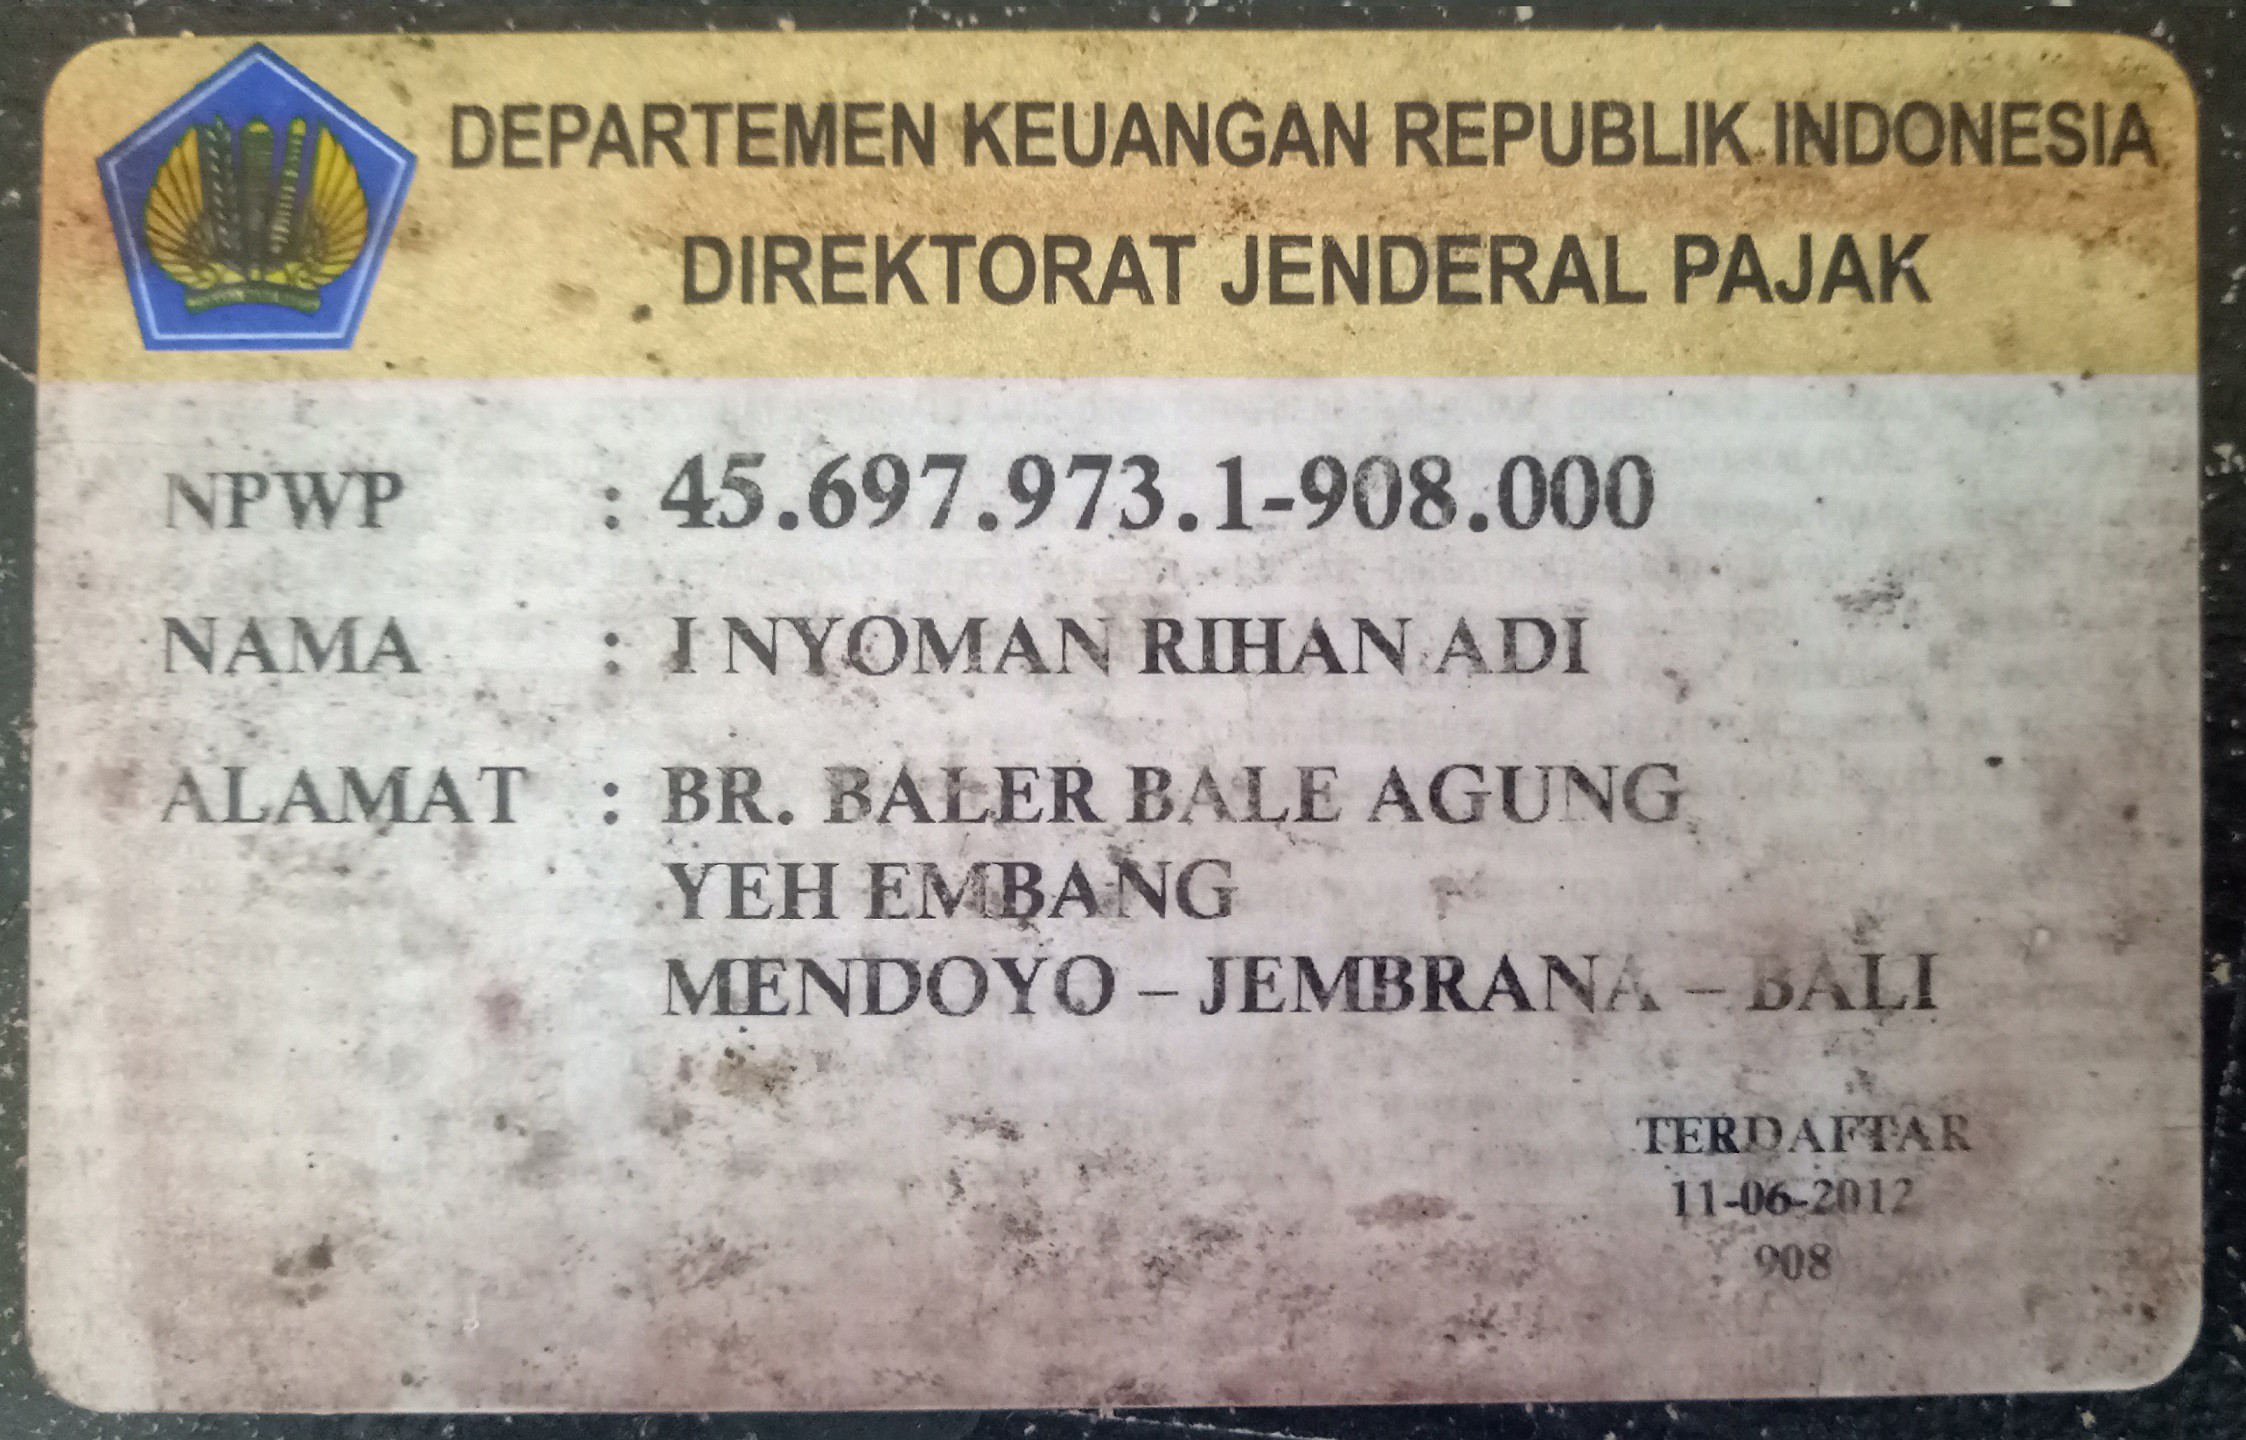 DEPARTEMEN KEUANGAN REPUBLIK INDONESIA
DIREKTORAT JENDERAL PAJAK
NPWP : 45.697.973.1-908.000
NAMA : I NYOMAN RIHAN ADI
ALAMAT : BR. BALER BALE AGUNG
YEH EMBANG
MENDOYO – JEMBRANA – BALI
TERDAFTAR
11-06-2012
908